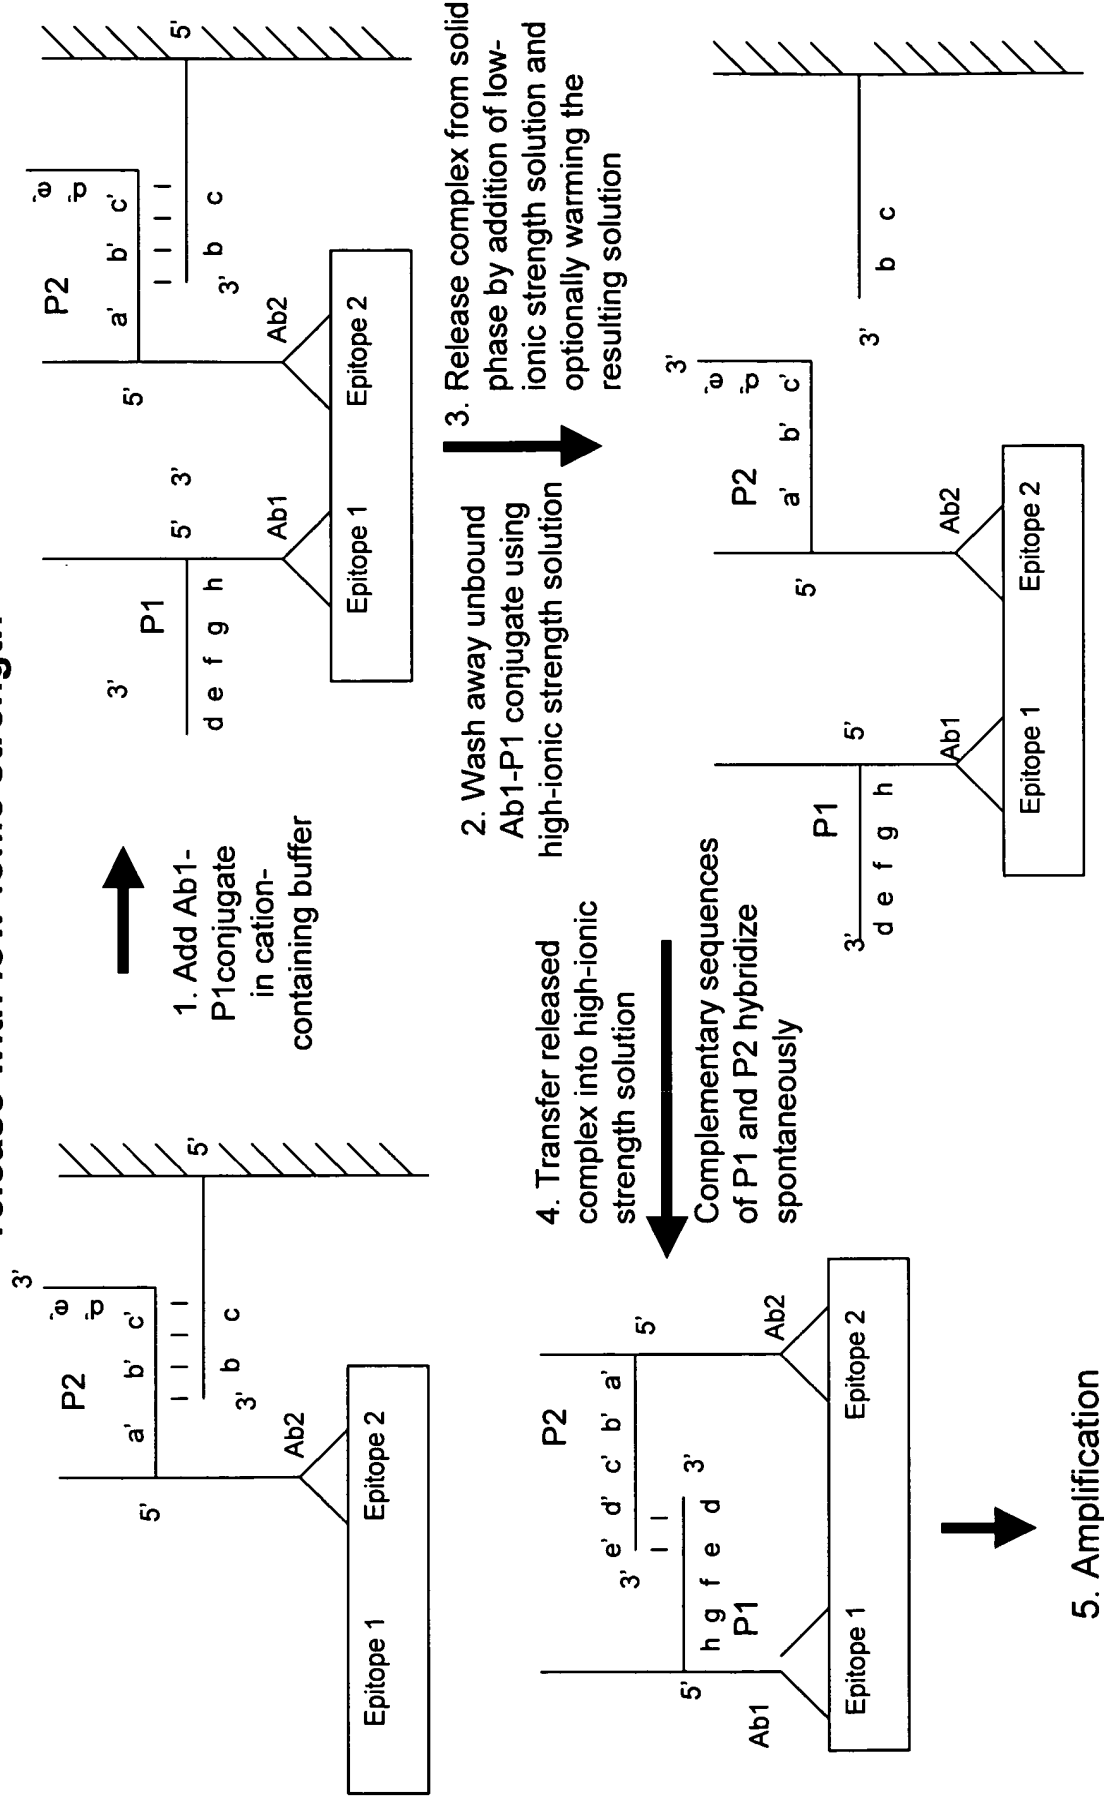 release with low ionic strength
3'
P2
e'
d'
a' b' c'
5'
5'
3'
b c
Ab2
Epitope 1
Epitope 2
1. Add Ab1-
P1conjugate
in cation-
containing buffer
3'
P1
d e f g h
5'
3'
Ab1
5'
P2
e'
d'
a' b' c'
5'
3'
b c
Ab2
Epitope 1
Epitope 2
2. Wash away unbound
Ab1-P1 conjugate using
high-ionic strength solution
3. Release complex from solid
phase by addition of low-
ionic strength solution and
optionally warming the
resulting solution
3'
P1
d e f g h
5'
Ab1
5'
P2
3'
e'
d'
a' b' c'
Ab2
3'
b c
Epitope 1
Epitope 2
4. Transfer released
complex into high-ionic
strength solution
Complementary sequences
of P1 and P2 hybridize
spontaneously
P2
3'
e' d' c' b' a'
5'
3'
h g f e d
P1
5'
Ab1
Ab2
Epitope 1
Epitope 2
5. Amplification